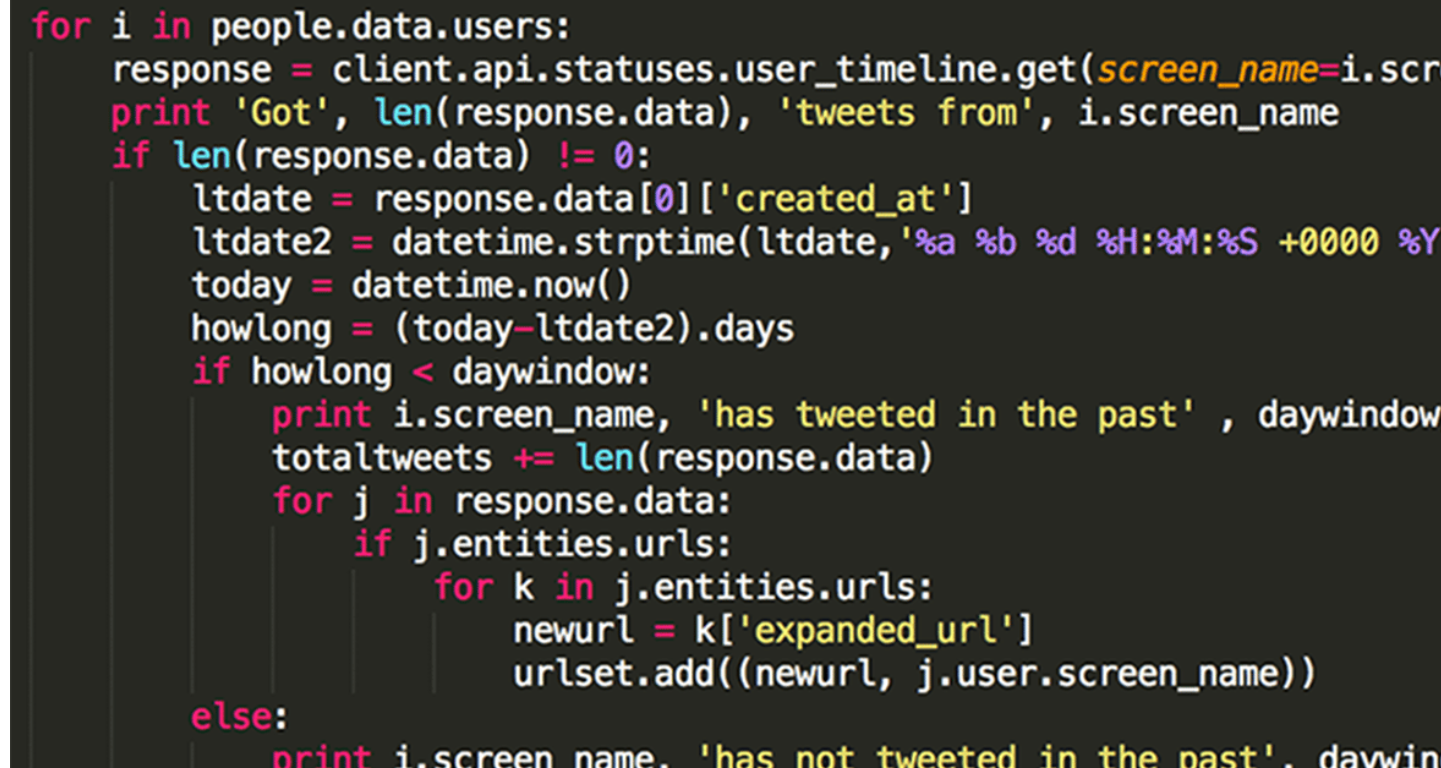 for i in people.data.users:
response = client.api.statuses.user_timeline.get(screen_name=i.scr
print 'Got', len(response.data), 'tweets from', i.screen_name
if len(response.data) != 0:
ltdate = response.data[0]['created_at']
ltdate2 = datetime.strptime(ltdate,'%a %b %d %H:%M:%S +0000 %Y
today = datetime.now()
howlong = (today-ltdate2).days
if howlong < daywindow:
print i.screen_name, 'has tweeted in the past' , daywindow
totaltweets += len(response.data)
for j in response.data:
if j.entities.urls:
for k in j.entities.urls:
newurl = k['expanded_url']
urlset.add((newurl, j.user.screen_name))
else:
print i.screen_name, 'has not tweeted in the past', daywin